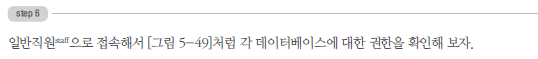 step 6
일반직원staff으로 접속해서 [그림 5-49]처럼 각 데이터베이스에 대한 권한을 확인해 보자.